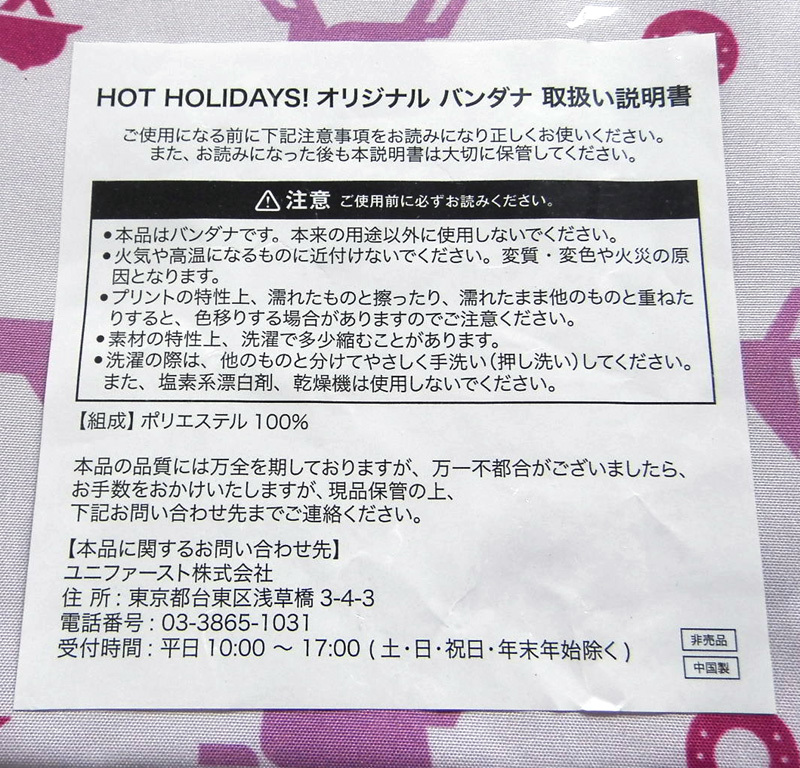 HOT HOLIDAYS! オリジナル バンダナ 取扱い説明書
ご使用になる前に下記注意事項をお読みになり正しくお使いください。
また、お読みになった後も本説明書は大切に保管してください。
⚠ 注意 ご使用前に必ずお読みください。
●本品はバンダナです。本来の用途以外に使用しないでください。
●火気や高温になるものに近付けないでください。変質・変色や火災の原
因となります。
●プリントの特性上、濡れたものと擦ったり、濡れたまま他のものと重ねた
りすると、色移りする場合がありますのでご注意ください。
●素材の特性上、洗濯で多少縮むことがあります。
●洗濯の際は、他のものと分けてやさしく手洗い（押し洗い）してください。
また、塩素系漂白剤、乾燥機は使用しないでください。
【組成】ポリエステル 100%
本品の品質には万全を期しておりますが、万一不都合がございましたら、
お手数をおかけいたしますが、現品保管の上、
下記お問い合わせ先までご連絡ください。
【本品に関するお問い合わせ先】
ユニファースト株式会社
住 所 : 東京都台東区浅草橋 3-4-3
電話番号 : 03-3865-1031
受付時間 : 平日 10:00 ～ 17:00 ( 土・日・祝日・年末年始除く )
非売品
中国製